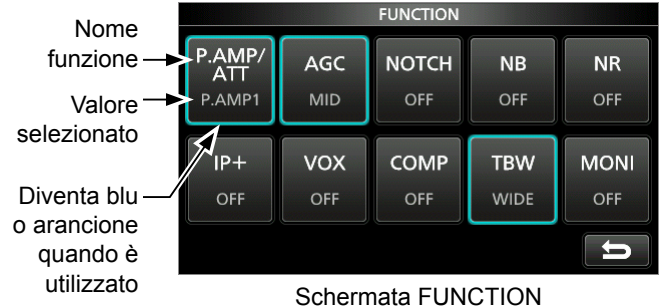 Nome
funzione
Valore
selezionato
Diventa blu
o arancione
quando è
utilizzato
FUNCTION
P.AMP/
ATT
P.AMP1
AGC
MID
NOTCH
OFF
NB
OFF
NR
OFF
IP+
OFF
VOX
OFF
COMP
OFF
TBW
WIDE
MONI
OFF
Schermata FUNCTION